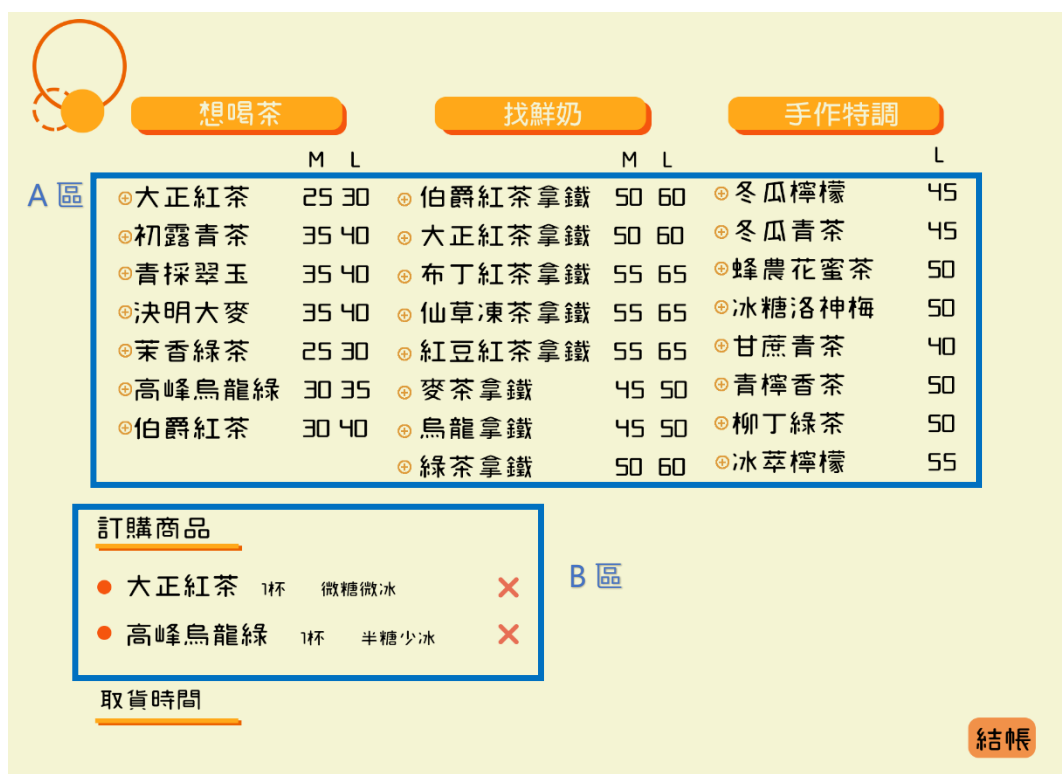 想喝茶 找鮮奶 手作特調
M L M L L
A 區
大正紅茶 25 30 伯爵紅茶拿鐵 50 60 冬瓜檸檬 45
初露青茶 35 40 大正紅茶拿鐵 50 60 冬瓜青茶 45
青採翠玉 35 40 布丁紅茶拿鐵 55 65 蜂農花蜜茶 50
決明大麥 35 40 仙草凍茶拿鐵 55 65 冰糖洛神梅 50
茉香綠茶 25 30 紅豆紅茶拿鐵 55 65 甘蔗青茶 40
高峰烏龍綠 30 35 麥茶拿鐵 45 50 青檸香茶 50
伯爵紅茶 30 40 烏龍拿鐵 45 50 柳丁綠茶 50
綠茶拿鐵 50 60 冰萃檸檬 55
訂購商品
B 區
大正紅茶 1杯 微糖微冰
高峰烏龍綠 1杯 半糖少冰
取貨時間
結帳